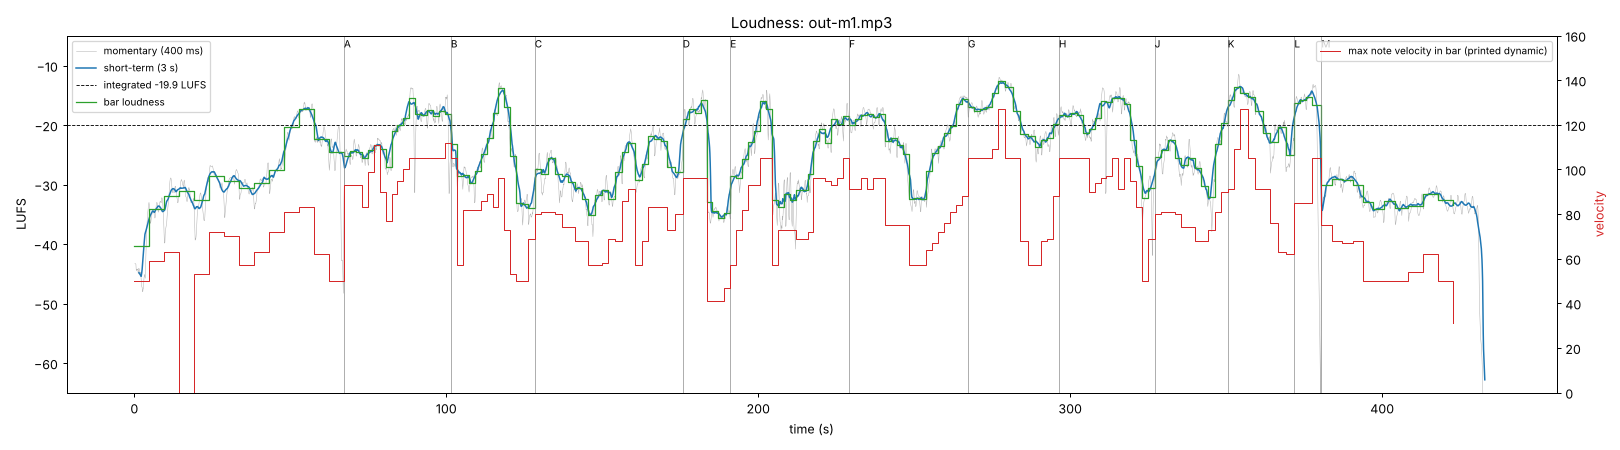 Loudness: out-m1.mp3
momentary (400 ms)
short-term (3 s)
integrated -19.9 LUFS
bar loudness
max note velocity in bar (printed dynamic)
A B C D E F G H J K L M
−10
−20
−30
−40
−50
−60
LUFS
160
140
120
100
80
60
40
20
0
velocity
0 100 200 300 400
time (s)